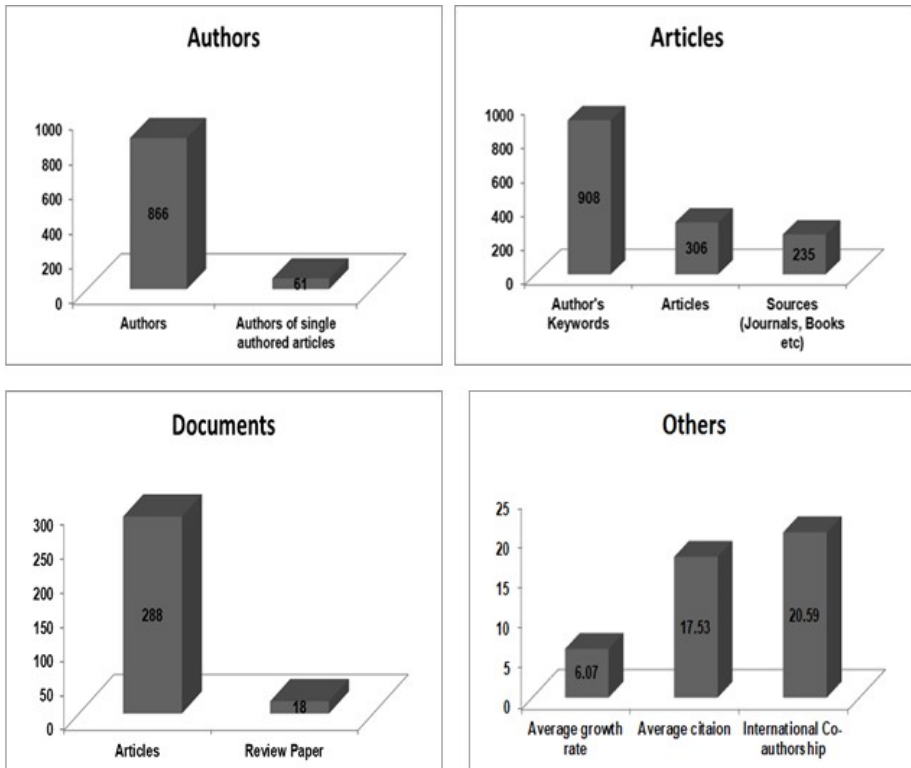 Authors
1000
800
600
400
200
0
866
61
Authors
Authors of single
authored articles
Articles
1000
800
600
400
200
0
908
306
235
Author's
Keywords
Articles
Sources
(Journals, Books
etc)
Documents
300
250
200
150
100
50
0
288
18
Articles
Review Paper
Others
25
20
15
10
5
0
6.07
17.53
20.59
Average growth
rate
Average citaion
International Co-
authorship